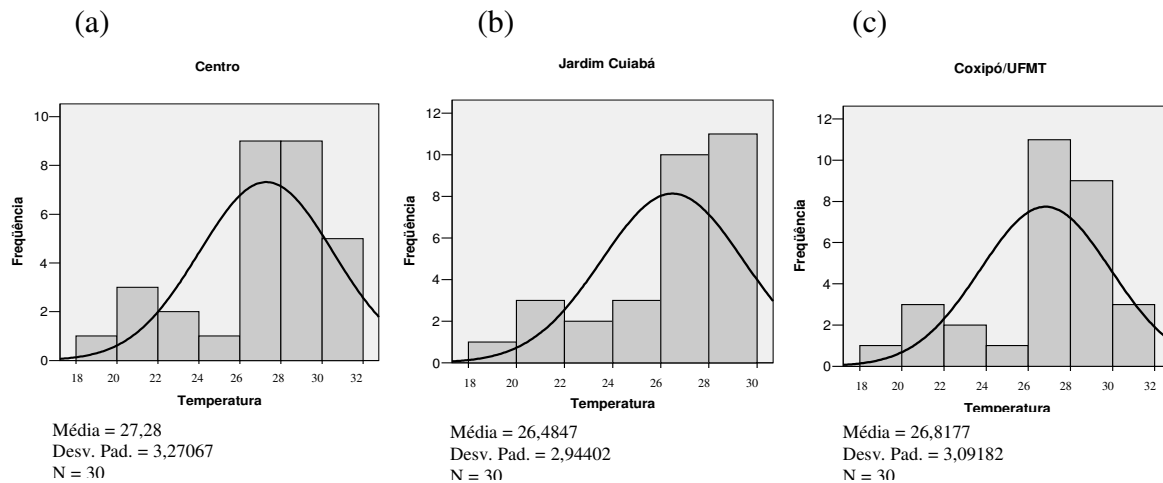 (a)
Centro
10
8
6
4
2
0
Freqüência
18 20 22 24 26 28 30 32
Temperatura
Média = 27,28
Desv. Pad. = 3,27067
N = 30
(b)
Jardim Cuiabá
12
10
8
6
4
2
0
Freqüência
18 20 22 24 26 28 30
Temperatura
Média = 26,4847
Desv. Pad. = 2,94402
N = 30
(c)
Coxipó/UFMT
12
10
8
6
4
2
0
Freqüência
18 20 22 24 26 28 30 32
Temperatura
Média = 26,8177
Desv. Pad. = 3,09182
N = 30